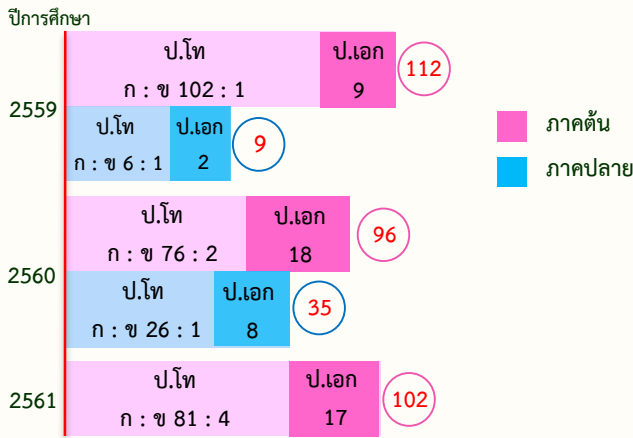 ปีการศึกษา
ป.โท ป.เอก
ก : ข 102 : 1 9 112
2559
ป.โท ป.เอก
ก : ข 6 : 1 2 9
ภาคต้น
ภาคปลาย
ป.โท ป.เอก
ก : ข 76 : 2 18 96
2560
ป.โท ป.เอก
ก : ข 26 : 1 8 35
ป.โท ป.เอก
2561
ก : ข 81 : 4 17 102